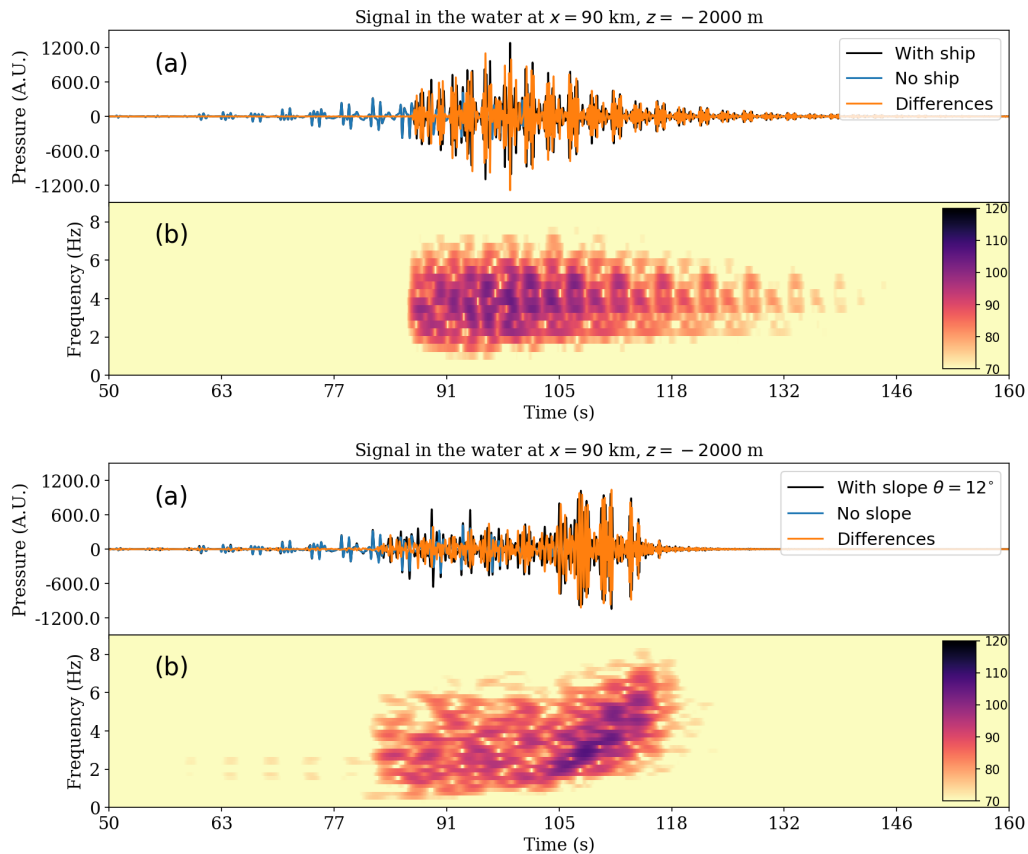 Signal in the water at x = 90 km, z = −2000 m
(a)
With ship
No ship
Differences
Pressure (A.U.)
1200.0
600.0
0
-600.0
-1200.0
(b)
Frequency (Hz)
8
6
4
2
0
120
110
100
90
80
70
50 63 77 91 105 118 132 146 160
Time (s)
Signal in the water at x = 90 km, z = −2000 m
(a)
With slope θ = 12°
No slope
Differences
Pressure (A.U.)
1200.0
600.0
0
-600.0
-1200.0
(b)
Frequency (Hz)
8
6
4
2
0
120
110
100
90
80
70
50 63 77 91 105 118 132 146 160
Time (s)